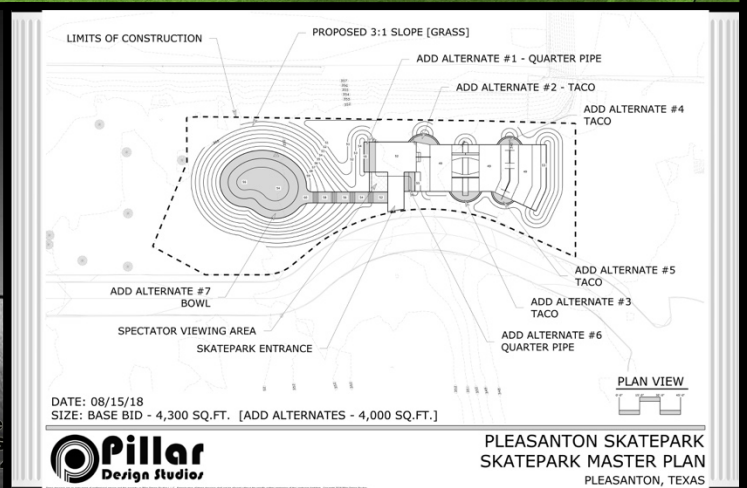 LIMITS OF CONSTRUCTION
PROPOSED 3:1 SLOPE [GRASS]
ADD ALTERNATE #1 - QUARTER PIPE
ADD ALTERNATE #2 - TACO
ADD ALTERNATE #4
TACO
ADD ALTERNATE #7
BOWL
SPECTATOR VIEWING AREA
SKATEPARK ENTRANCE
ADD ALTERNATE #5
TACO
ADD ALTERNATE #3
TACO
ADD ALTERNATE #6
QUARTER PIPE
PLAN VIEW
DATE: 08/15/18
SIZE: BASE BID - 4,300 SQ.FT. [ADD ALTERNATES - 4,000 SQ.FT.]
Pillar
Design Studios
PLEASANTON SKATEPARK
SKATEPARK MASTER PLAN
PLEASANTON, TEXAS